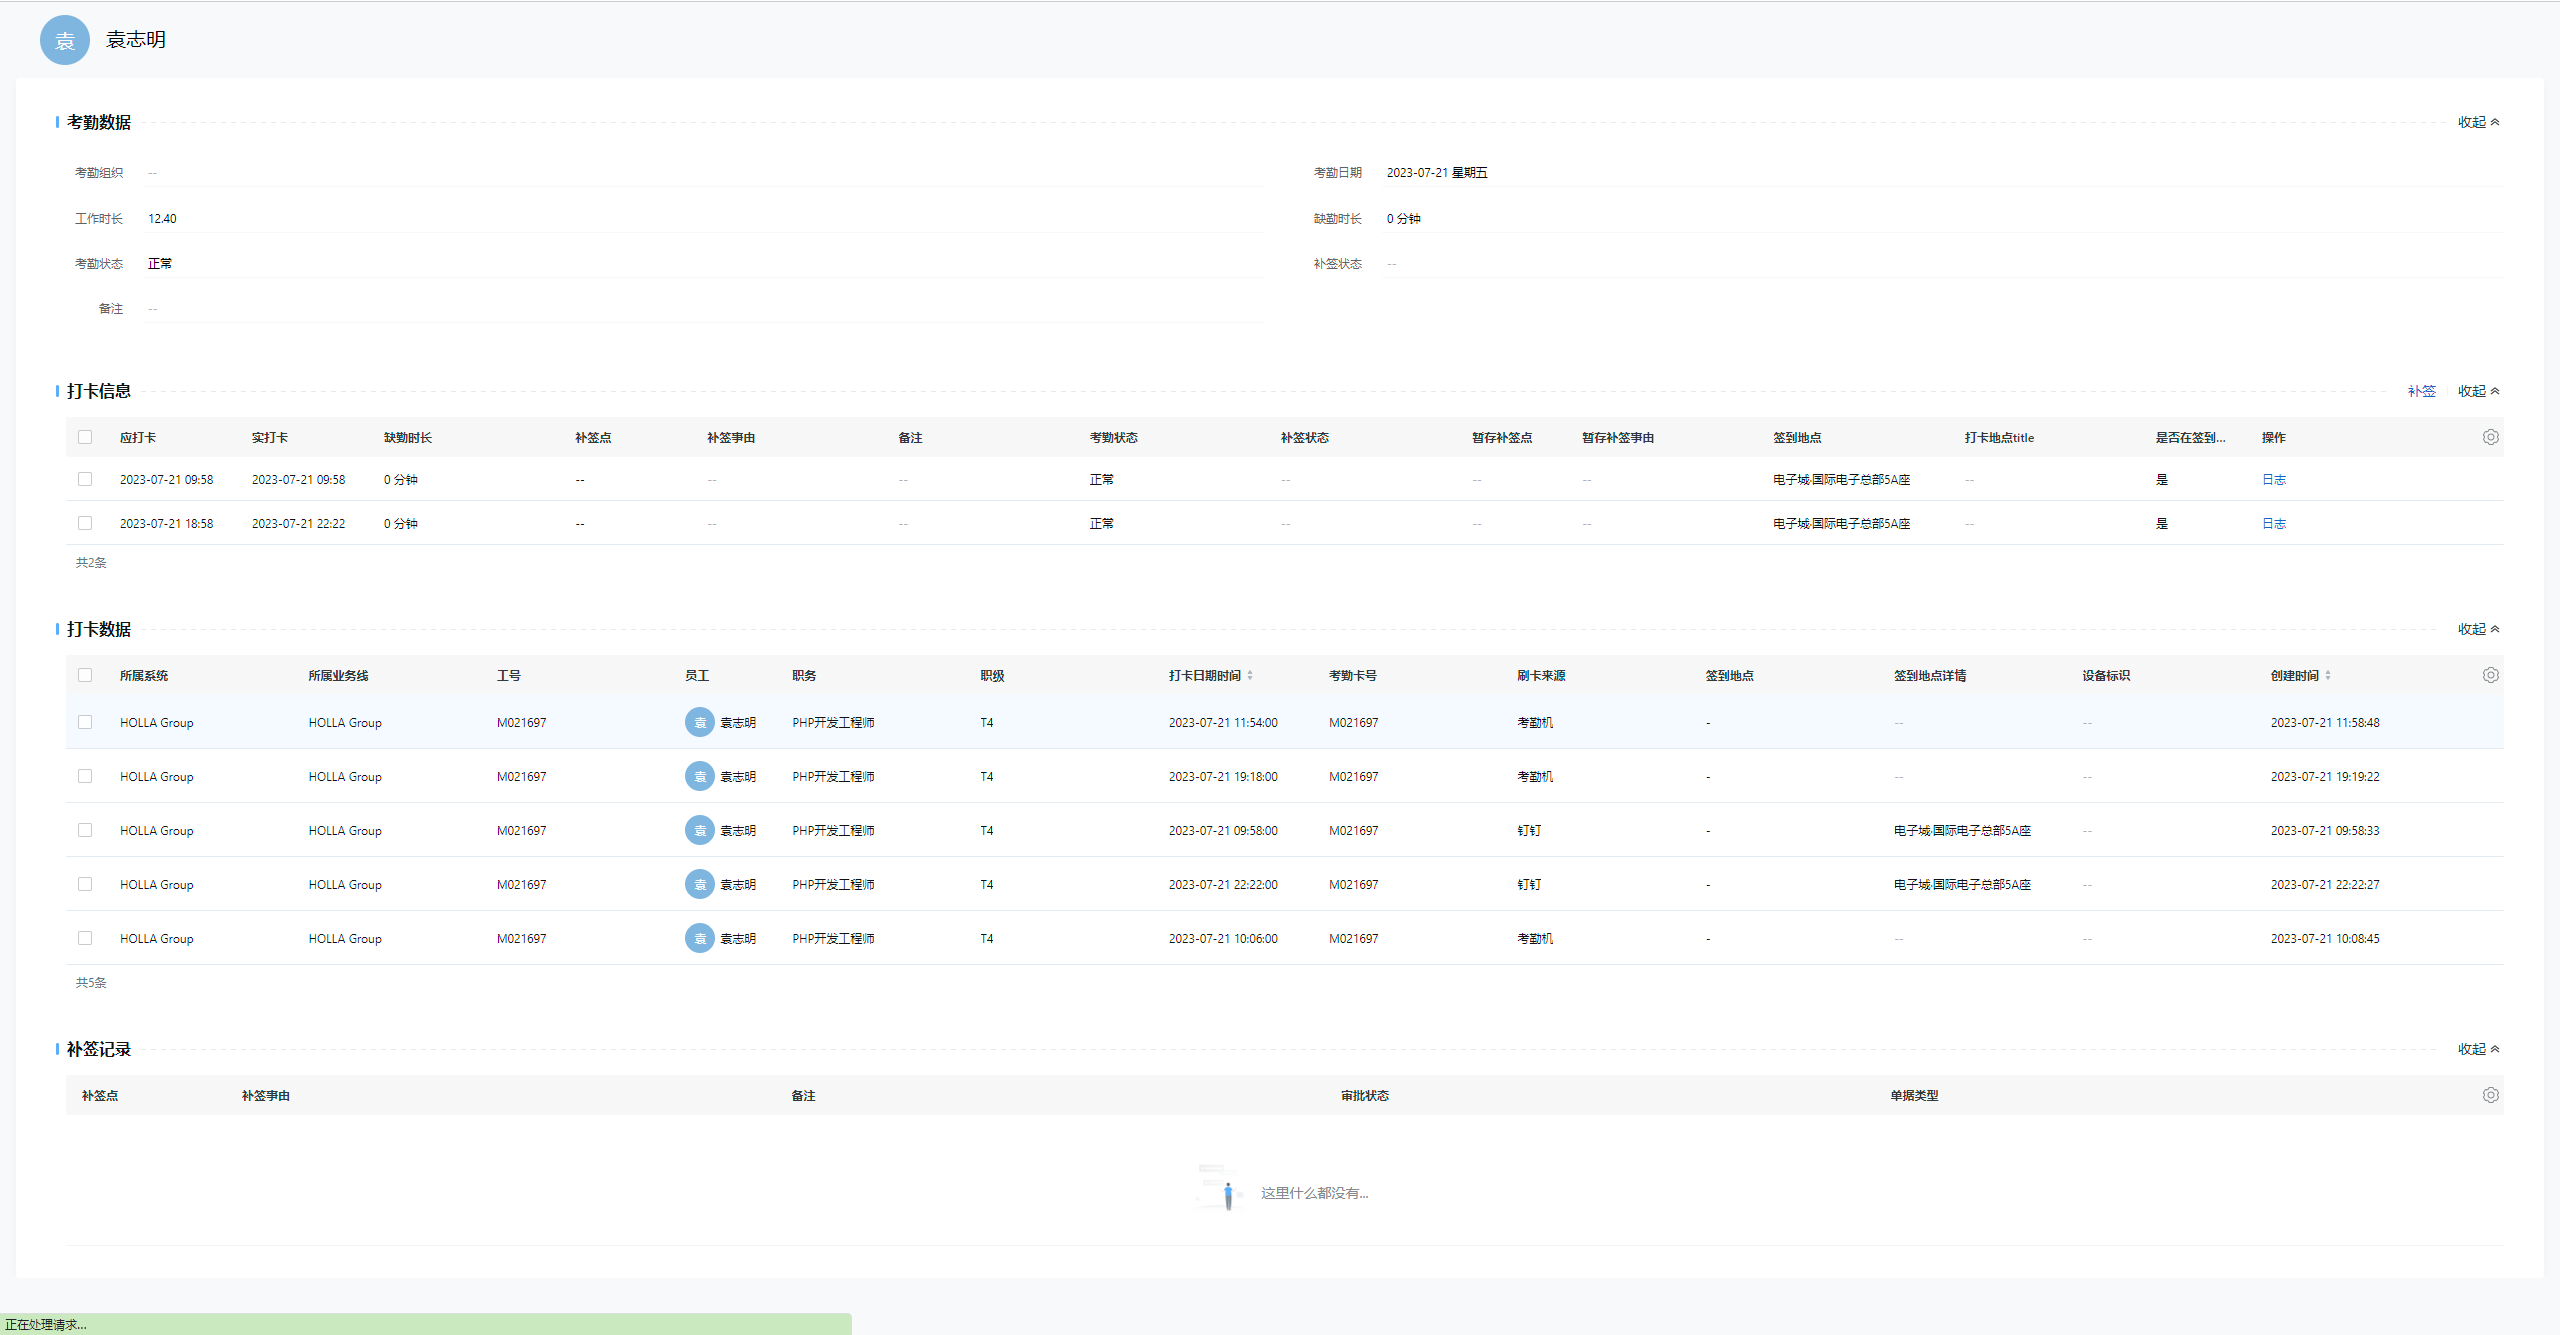 袁 袁志明
考勤数据 收起
考勤组织 -- 考勤日期 2023-07-21 星期五
工作时长 12.40 缺勤时长 0 分钟
考勤状态 正常 补签状态 --
备注 --
打卡信息 补签 收起
应打卡 实打卡 缺勤时长 补签点 补签事由 备注 考勤状态 补签状态 暂存补签点 暂存补签事由 签到地点 打卡地点title 是否在签到... 操作
2023-07-21 09:58 2023-07-21 09:58 0 分钟 -- -- -- 正常 -- -- -- 电子城·国际电子总部5A座 -- 是 日志
2023-07-21 18:58 2023-07-21 22:22 0 分钟 -- -- -- 正常 -- -- -- 电子城·国际电子总部5A座 -- 是 日志
共2条
打卡数据 收起
所属系统 所属业务线 工号 员工 职务 职级 打卡日期时间 考勤卡号 刷卡来源 签到地点 签到地点详情 设备标识 创建时间
HOLLA Group HOLLA Group M021697 袁 袁志明 PHP开发工程师 T4 2023-07-21 11:54:00 M021697 考勤机 - -- -- 2023-07-21 11:58:48
HOLLA Group HOLLA Group M021697 袁 袁志明 PHP开发工程师 T4 2023-07-21 19:18:00 M021697 考勤机 - -- -- 2023-07-21 19:19:22
HOLLA Group HOLLA Group M021697 袁 袁志明 PHP开发工程师 T4 2023-07-21 09:58:00 M021697 钉钉 - 电子城·国际电子总部5A座 -- 2023-07-21 09:58:33
HOLLA Group HOLLA Group M021697 袁 袁志明 PHP开发工程师 T4 2023-07-21 22:22:00 M021697 钉钉 - 电子城·国际电子总部5A座 -- 2023-07-21 22:22:27
HOLLA Group HOLLA Group M021697 袁 袁志明 PHP开发工程师 T4 2023-07-21 10:06:00 M021697 考勤机 - -- -- 2023-07-21 10:08:45
共5条
补签记录 收起
补签点 补签事由 备注 审批状态 单据类型
这里什么都没有...
正在处理请求...